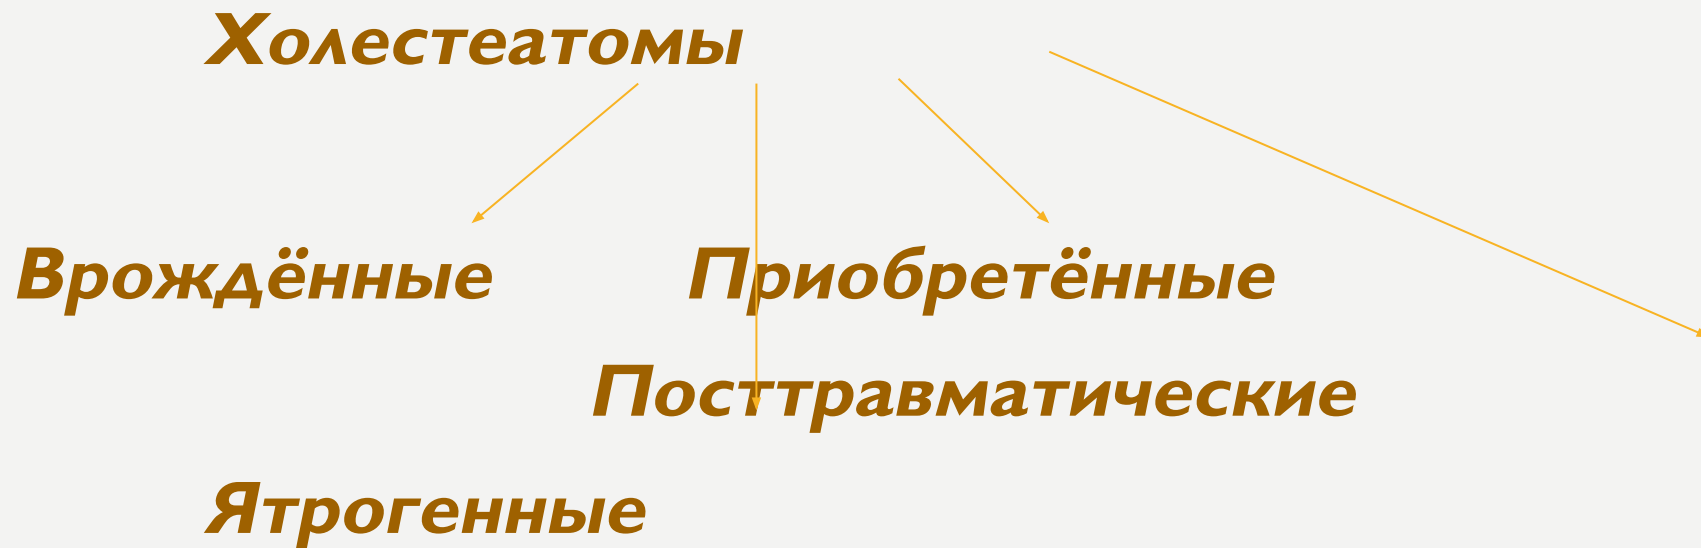 Холестеатомы
Врождённые Приобретённые
Посттравматические
Ятрогенные